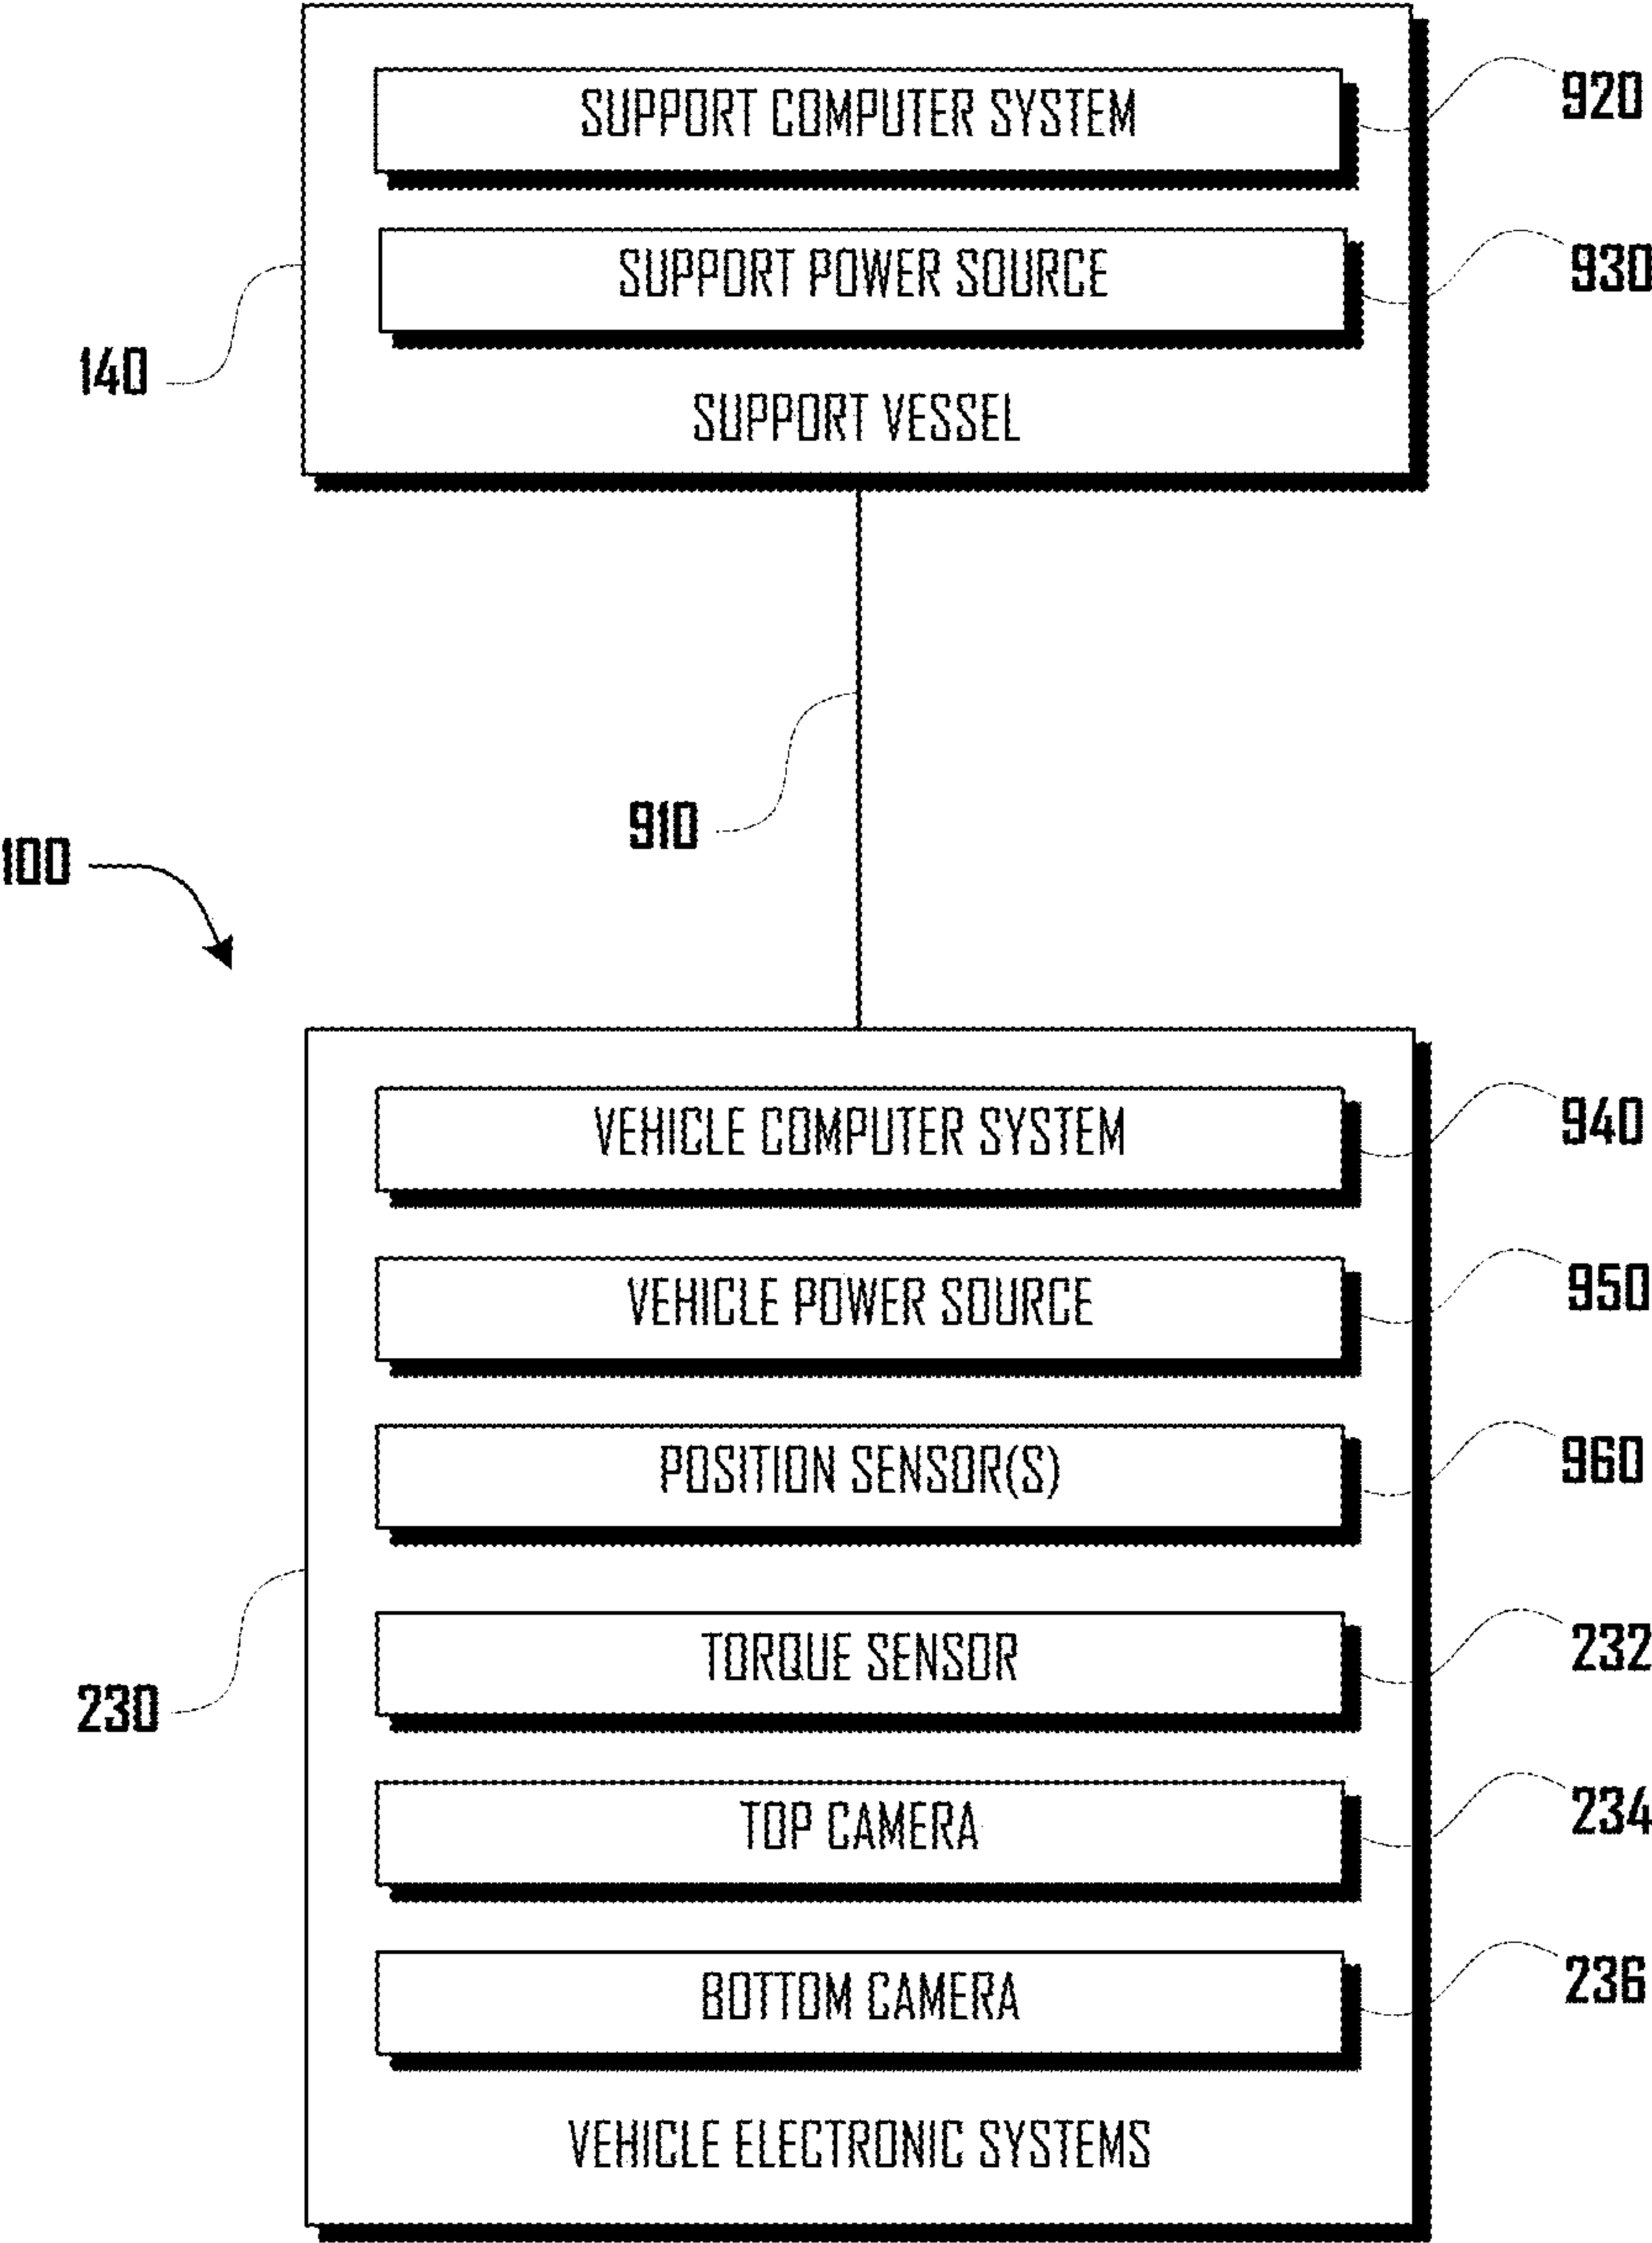 SUPPORT COMPUTER SYSTEM
920
SUPPORT POWER SOURCE
930
140
SUPPORT VESSEL
910
100
VEHICLE COMPUTER SYSTEM
940
VEHICLE POWER SOURCE
950
POSITION SENSOR(S)
960
TORQUE SENSOR
232
230
TOP CAMERA
234
BOTTOM CAMERA
236
VEHICLE ELECTRONIC SYSTEMS